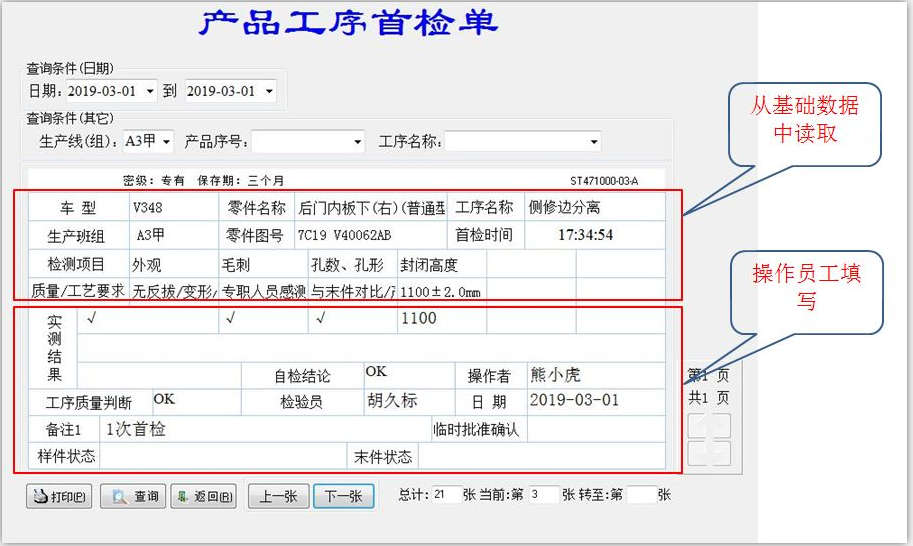 产品工序首检单
查询条件(日期)
日期: 2019-03-01 到 2019-03-01
查询条件(其它)
生产线(组): A3甲 产品序号: 工序名称:
密级: 专有 保存期: 三个月 ST471000-03-A
车 型 V348 零件名称 后门内板下(右)(普通型 工序名称 侧修边分离
生产班组 A3甲 零件图号 7C19 V40062AB 首检时间 17:34:54
检测项目 外观 毛刺 孔数、孔形 封闭高度
质量/工艺要求 无反拔/变形/ 专职人员感测 与末件对比/ 1100±2.0mm
实测结果 √ √ √ 1100
自检结论 OK 操作者 熊小虎
工序质量判断 OK 检验员 胡久标 日 期 2019-03-01
备注1 1次首检 临时批准确认
样件状态 末件状态
第1 页
共1 页
打印(P) 查询 返回(R) 上一张 下一张 总计: 21 张 当前:第 3 张 转至:第 张
从基础数据
中读取
操作员工填
写